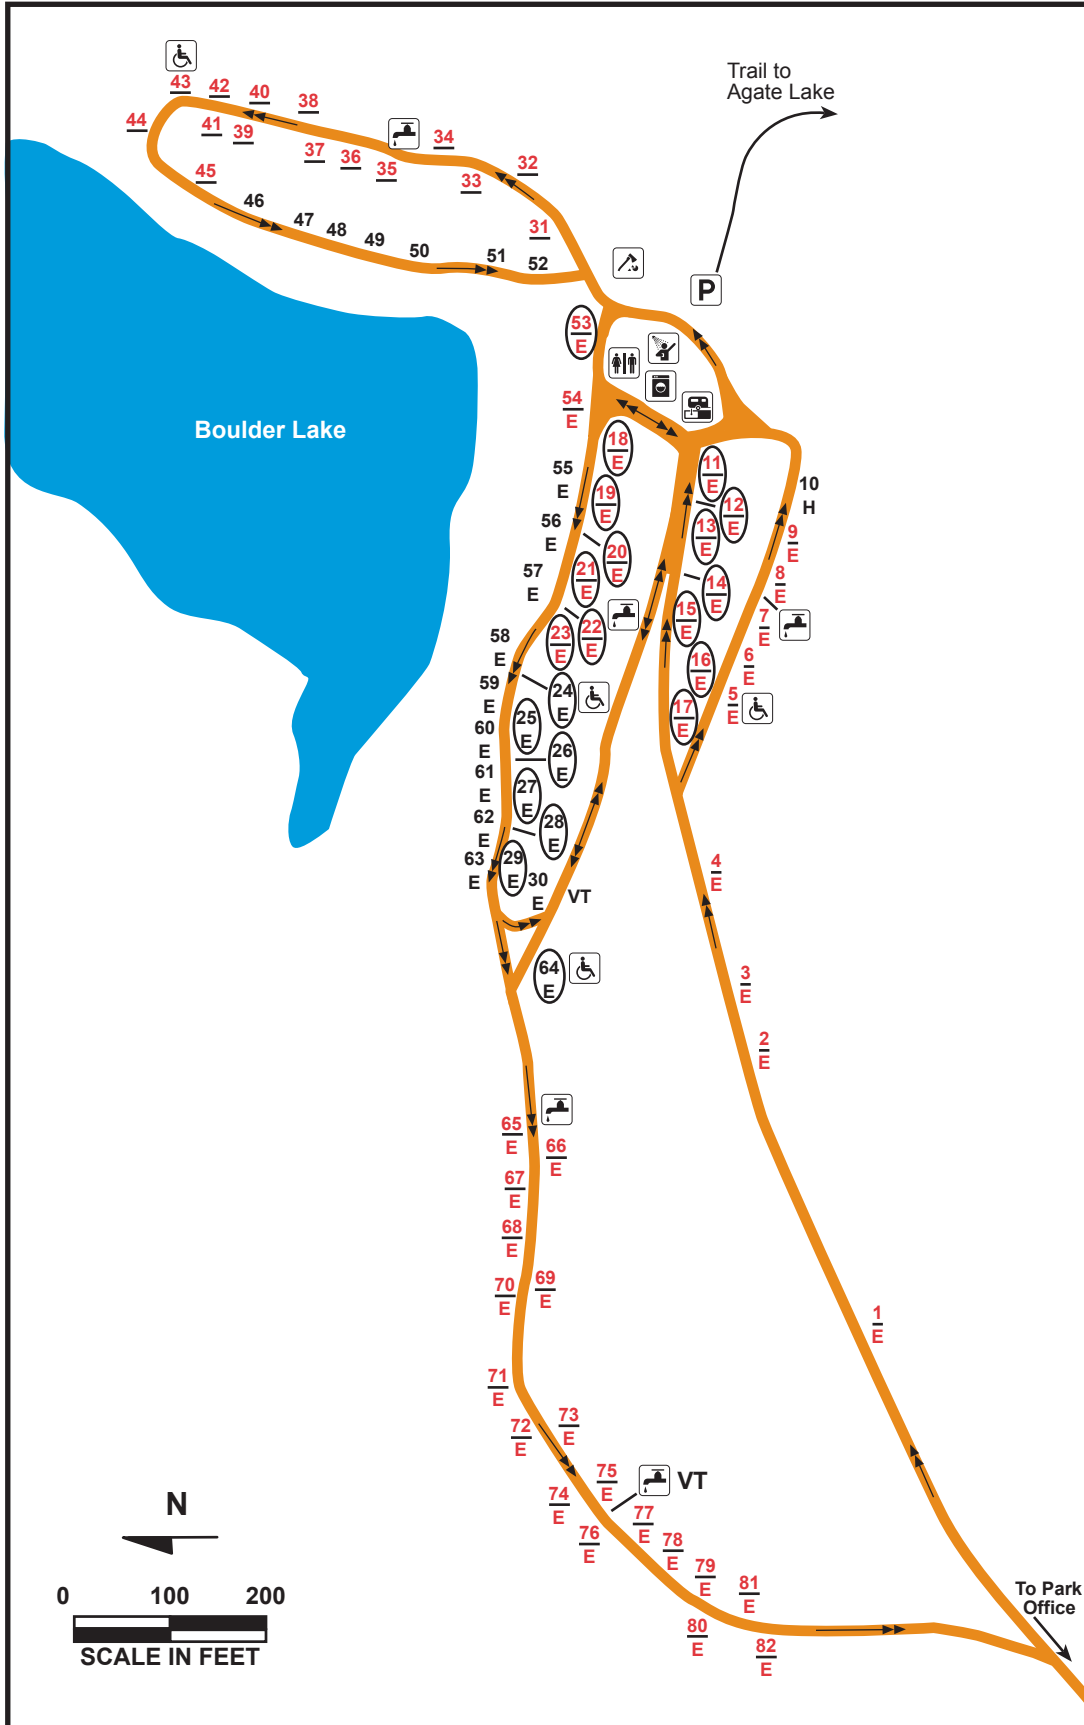 Trail to
Agate Lake
43
42
40
38
44
41
39
37
36
35
34
33
32
31
45
46
47
48
49
50
51
52
P
53
E
54
E
Boulder Lake
18
E
11
E
55
E
19
E
12
E
10
H
56
E
13
E
9
E
20
E
57
E
21
E
14
E
8
E
7
E
58
E
23
E
22
E
15
E
6
E
16
E
59
E
24
E
5
E
17
E
60
E
25
E
26
E
61
E
27
E
62
E
28
E
63
E
29
E
30
E
VT
4
E
64
E
3
E
2
E
65
E
66
E
67
E
68
E
70
E
69
E
1
E
71
E
72
E
73
E
74
E
75
E
VT
76
E
77
E
78
E
79
E
81
E
80
E
82
E
N
0 100 200
SCALE IN FEET
To Park
Office